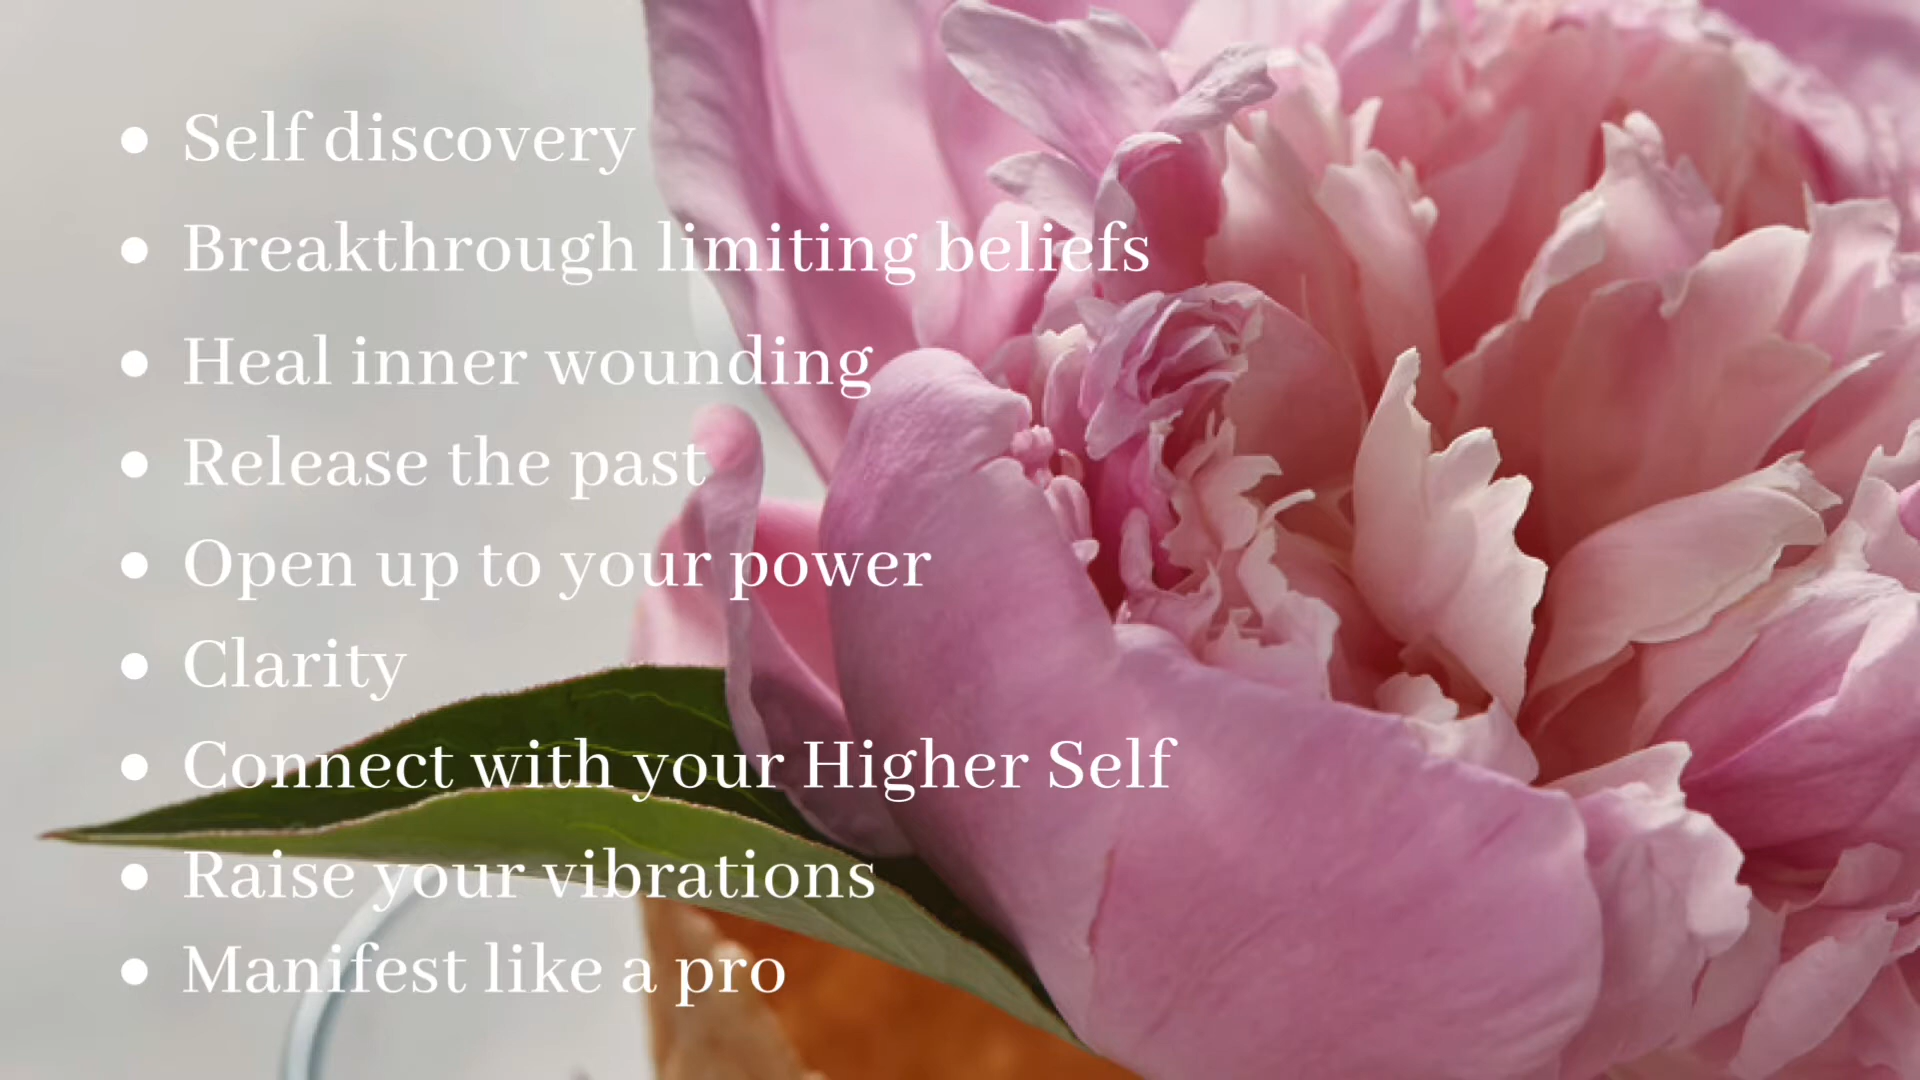 • Self discovery
• Breakthrough limiting beliefs
• Heal inner wounding
• Release the past
• Open up to your power
• Clarity
• Connect with your Higher Self
• Raise your vibrations
• Manifest like a pro